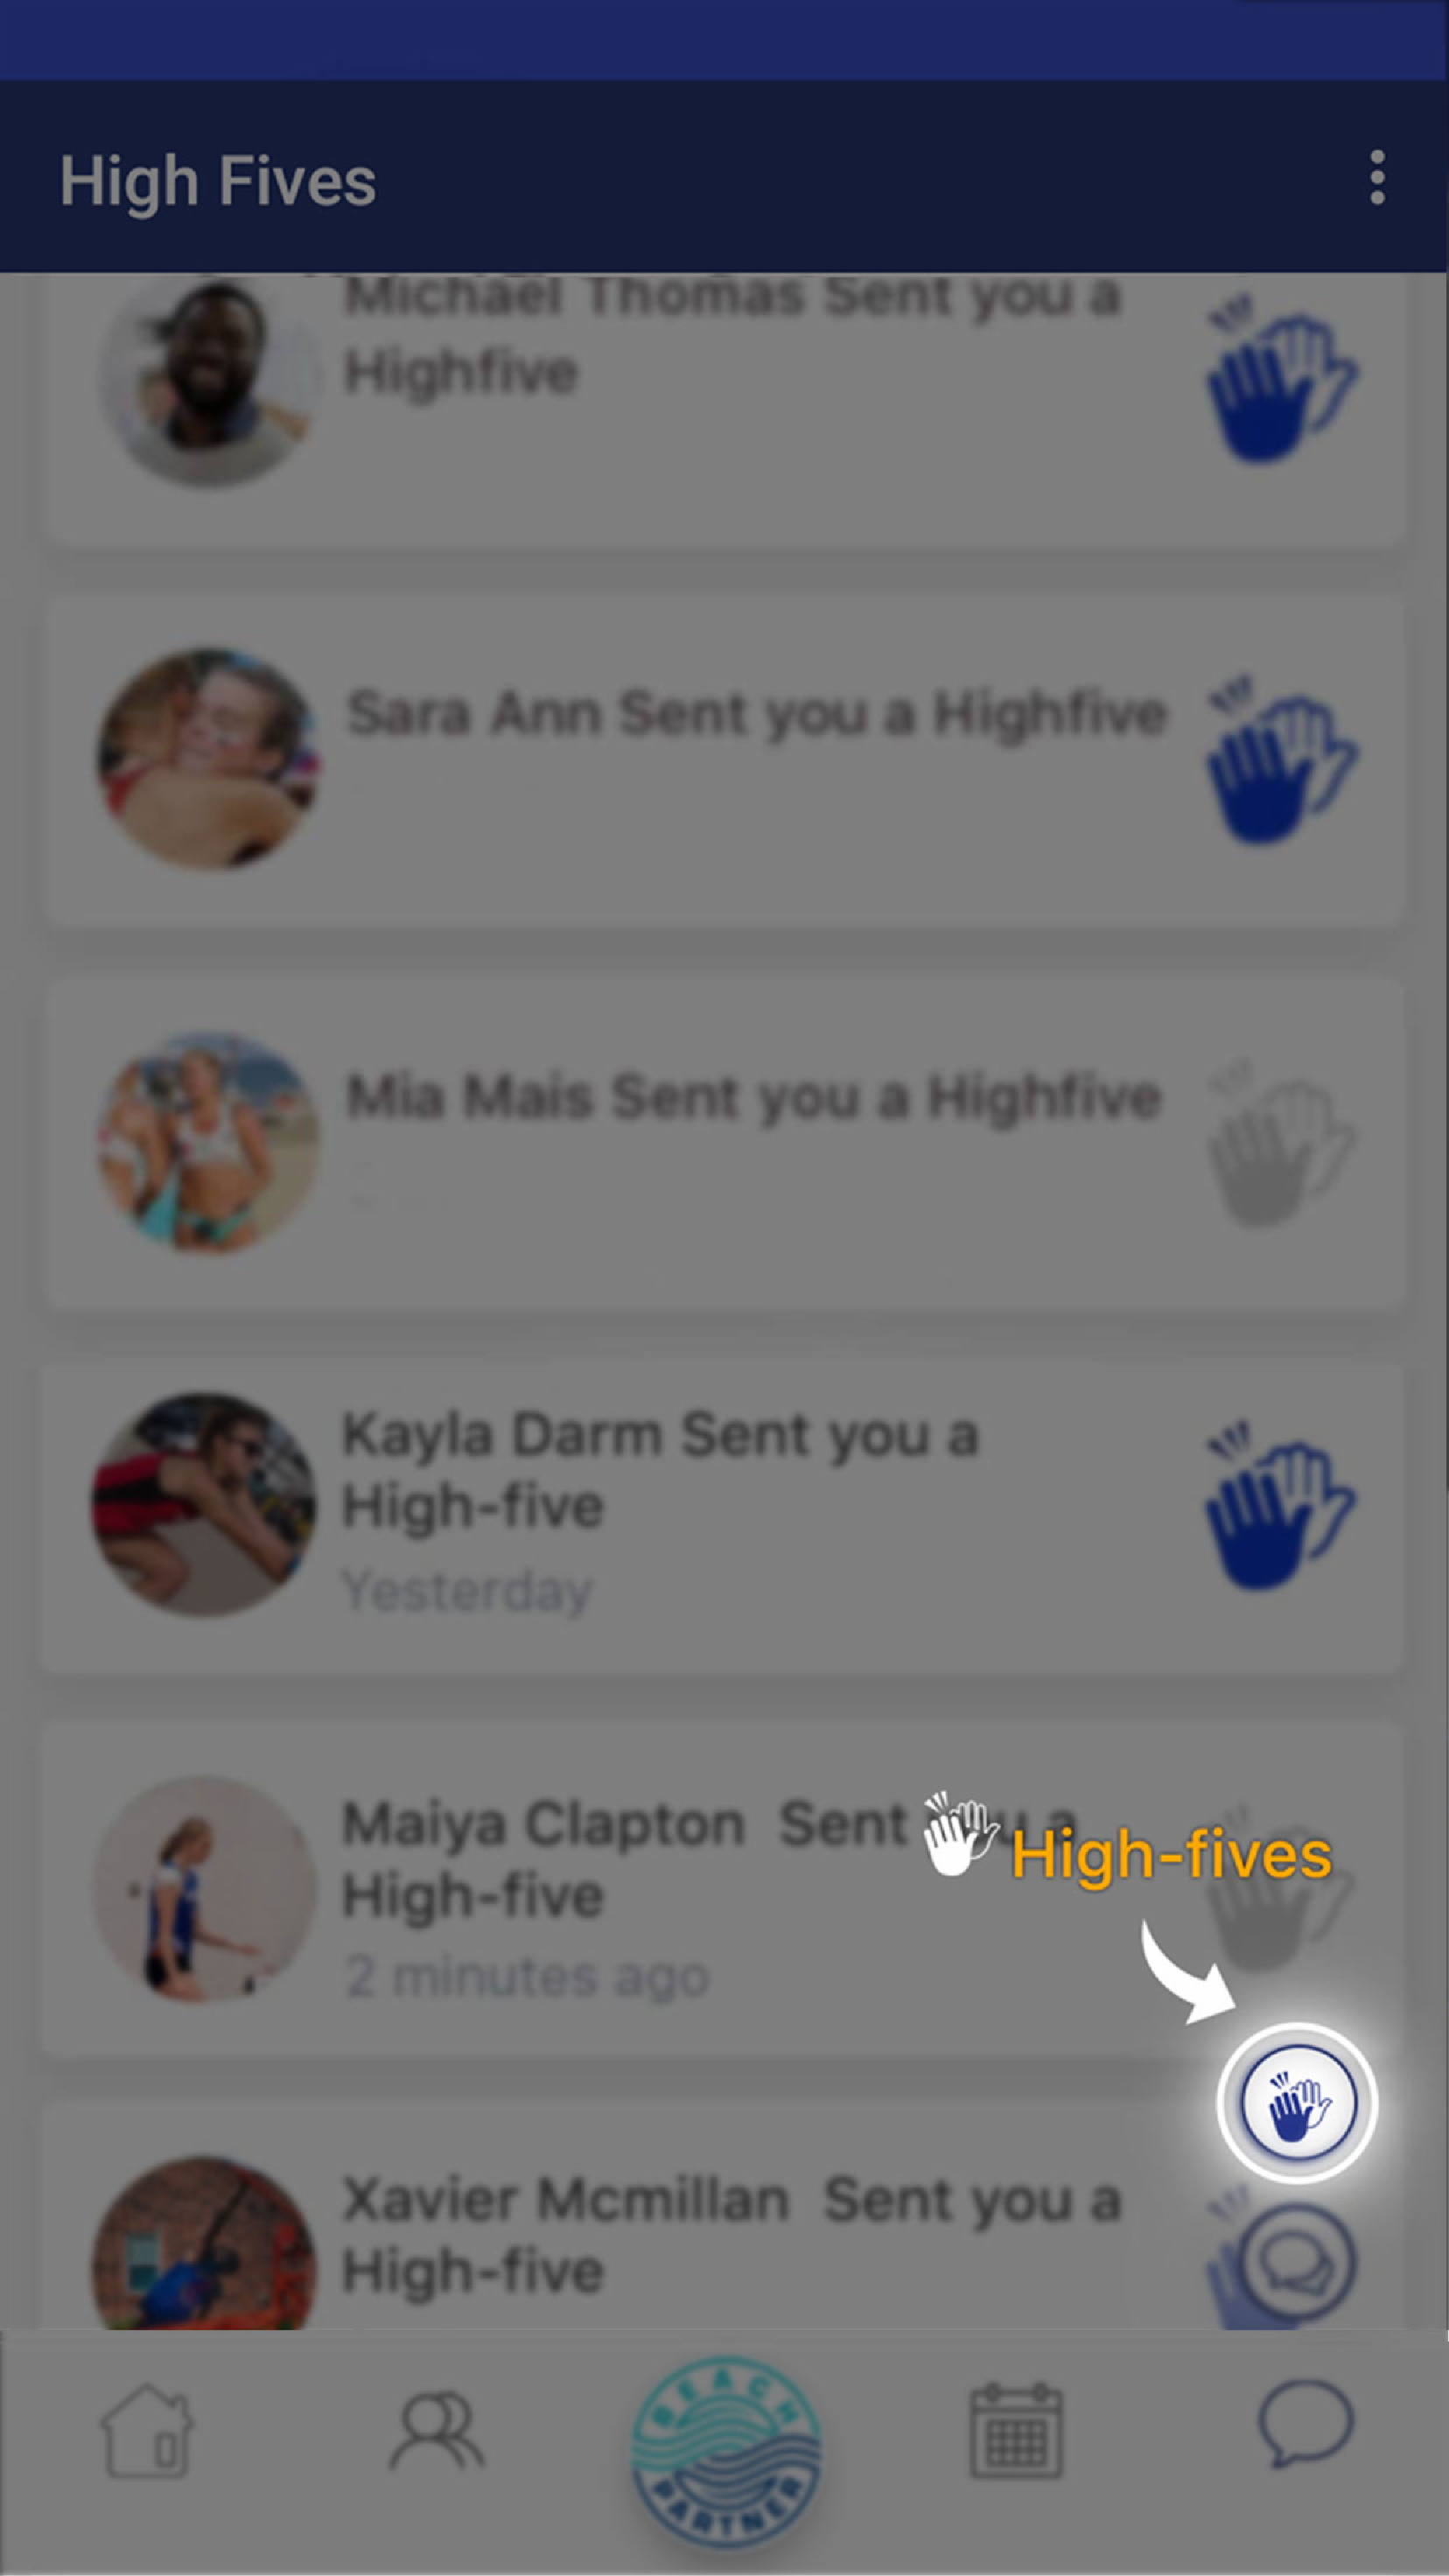 High Fives
Michael Thomas Sent you a
Highfive
Sara Ann Sent you a Highfive
Mia Mais Sent you a Highfive
Kayla Darm Sent you a
High-five
Yesterday
Maiya Clapton Sent you a
High-fives
High-five
2 minutes ago
Xavier Mcmillan Sent you a
High-five
BEACH
PARTNER